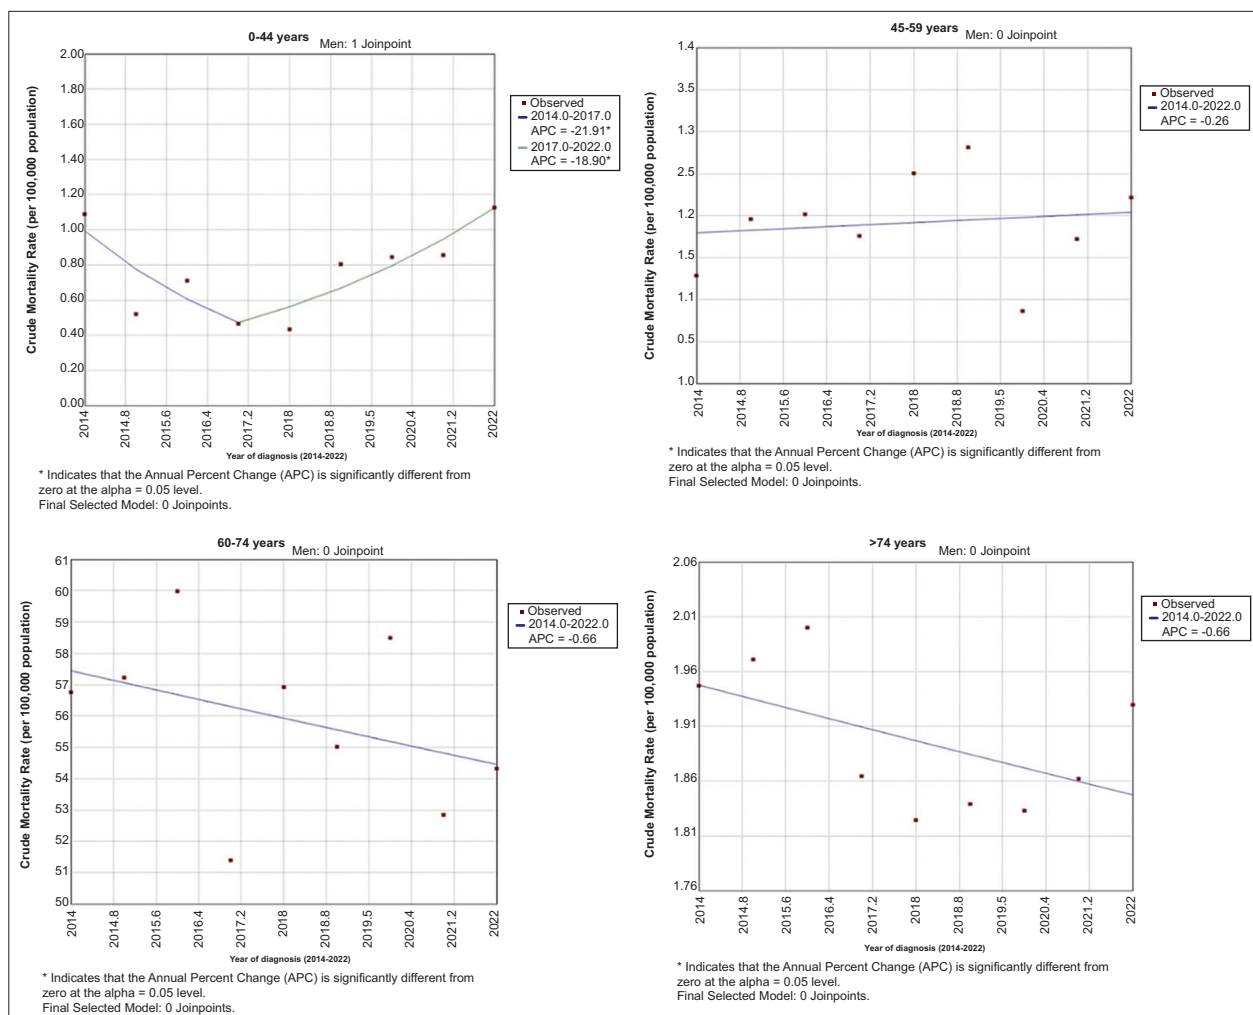 0-44 years
Men: 1 Joinpoint
Crude Mortality Rate (per 100,000 population)
2.00
1.80
1.60
1.40
1.20
1.00
0.80
0.60
0.40
0.20
0.00
2014
2014.8
2015.6
2016.4
2017.2
2018
2018.8
2019.5
2020.4
2021.2
2022
Year of diagnosis (2014-2022)
Observed
2014.0-2017.0
APC = -21.91*
2017.0-2022.0
APC = -18.90*
* Indicates that the Annual Percent Change (APC) is significantly different from
zero at the alpha = 0.05 level.
Final Selected Model: 0 Joinpoints.
45-59 years
Men: 0 Joinpoint
Crude Mortality Rate (per 100,000 population)
1.4
3.5
1.3
2.5
1.2
1.5
1.1
0.5
1.0
2014
2014.8
2015.6
2016.4
2017.2
2018
2018.8
2019.5
2020.4
2021.2
2022
Year of diagnosis (2014-2022)
Observed
2014.0-2022.0
APC = -0.26
* Indicates that the Annual Percent Change (APC) is significantly different from
zero at the alpha = 0.05 level.
Final Selected Model: 0 Joinpoints.
60-74 years
Men: 0 Joinpoint
Crude Mortality Rate (per 100,000 population)
61
60
59
58
57
56
55
54
53
52
51
50
2014
2014.8
2015.6
2016.4
2017.2
2018
2018.8
2019.5
2020.4
2021.2
2022
Year of diagnosis (2014-2022)
Observed
2014.0-2022.0
APC = -0.66
* Indicates that the Annual Percent Change (APC) is significantly different from
zero at the alpha = 0.05 level.
Final Selected Model: 0 Joinpoints.
>74 years
Men: 0 Joinpoint
Crude Mortality Rate (per 100,000 population)
2.06
2.01
1.96
1.91
1.86
1.81
1.76
2014
2014.8
2015.6
2016.4
2017.2
2018
2018.8
2019.5
2020.4
2021.2
2022
Year of diagnosis (2014-2022)
Observed
2014.0-2022.0
APC = -0.66
* Indicates that the Annual Percent Change (APC) is significantly different from
zero at the alpha = 0.05 level.
Final Selected Model: 0 Joinpoints.